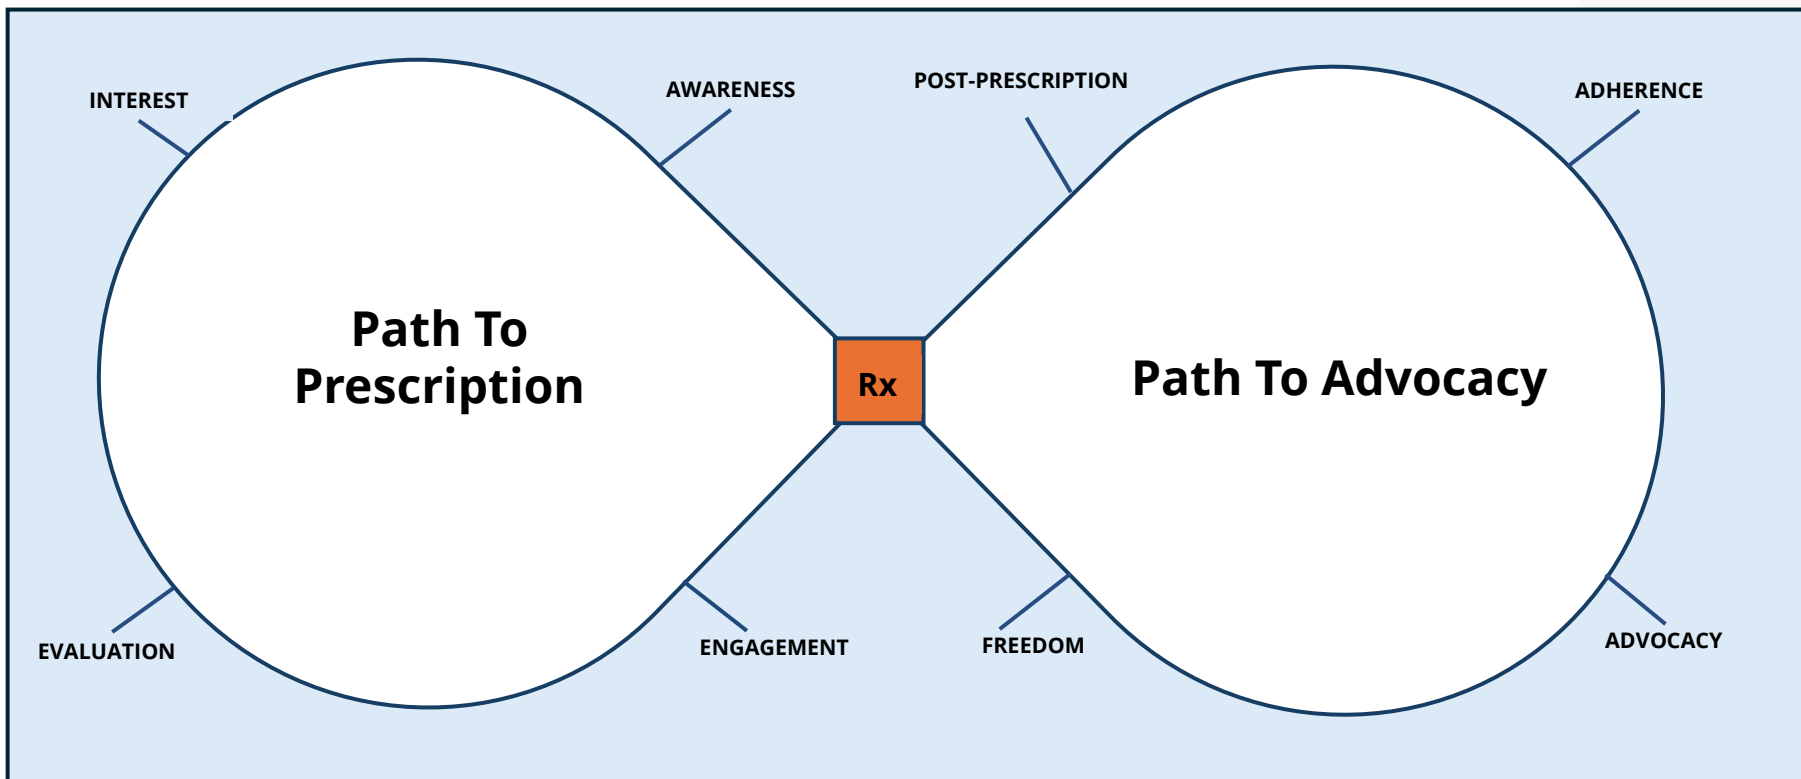 INTEREST
AWARENESS
POST-PRESCRIPTION
ADHERENCE
Path To
Prescription
Rx
Path To Advocacy
EVALUATION
ENGAGEMENT
FREEDOM
ADVOCACY